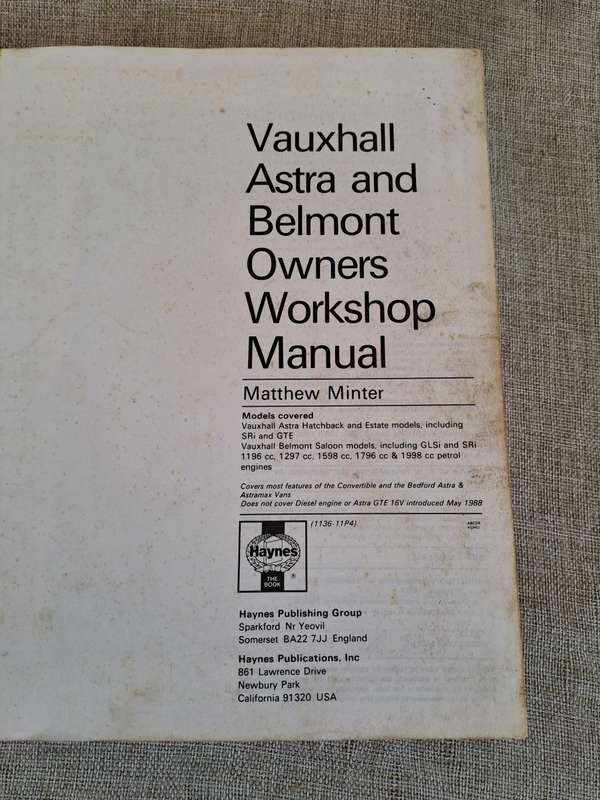 Vauxhall
Astra and
Belmont
Owners
Workshop
Manual
Matthew Minter
Models covered
Vauxhall Astra Hatchback and Estate models, including
SRi and GTE
Vauxhall Belmont Saloon models, including GLSi and SRi
1196 cc, 1297 cc, 1598 cc, 1796 cc & 1998 cc petrol
engines
Covers most features of the Convertible and the Bedford Astra &
Astramax Vans
Does not cover Diesel engine or Astra GTE 16V introduced May 1988
(1136-11P4)
Haynes
THE
BOOK
®
Haynes Publishing Group
Sparkford Nr Yeovil
Somerset BA22 7JJ England
Haynes Publications, Inc
861 Lawrence Drive
Newbury Park
California 91320 USA